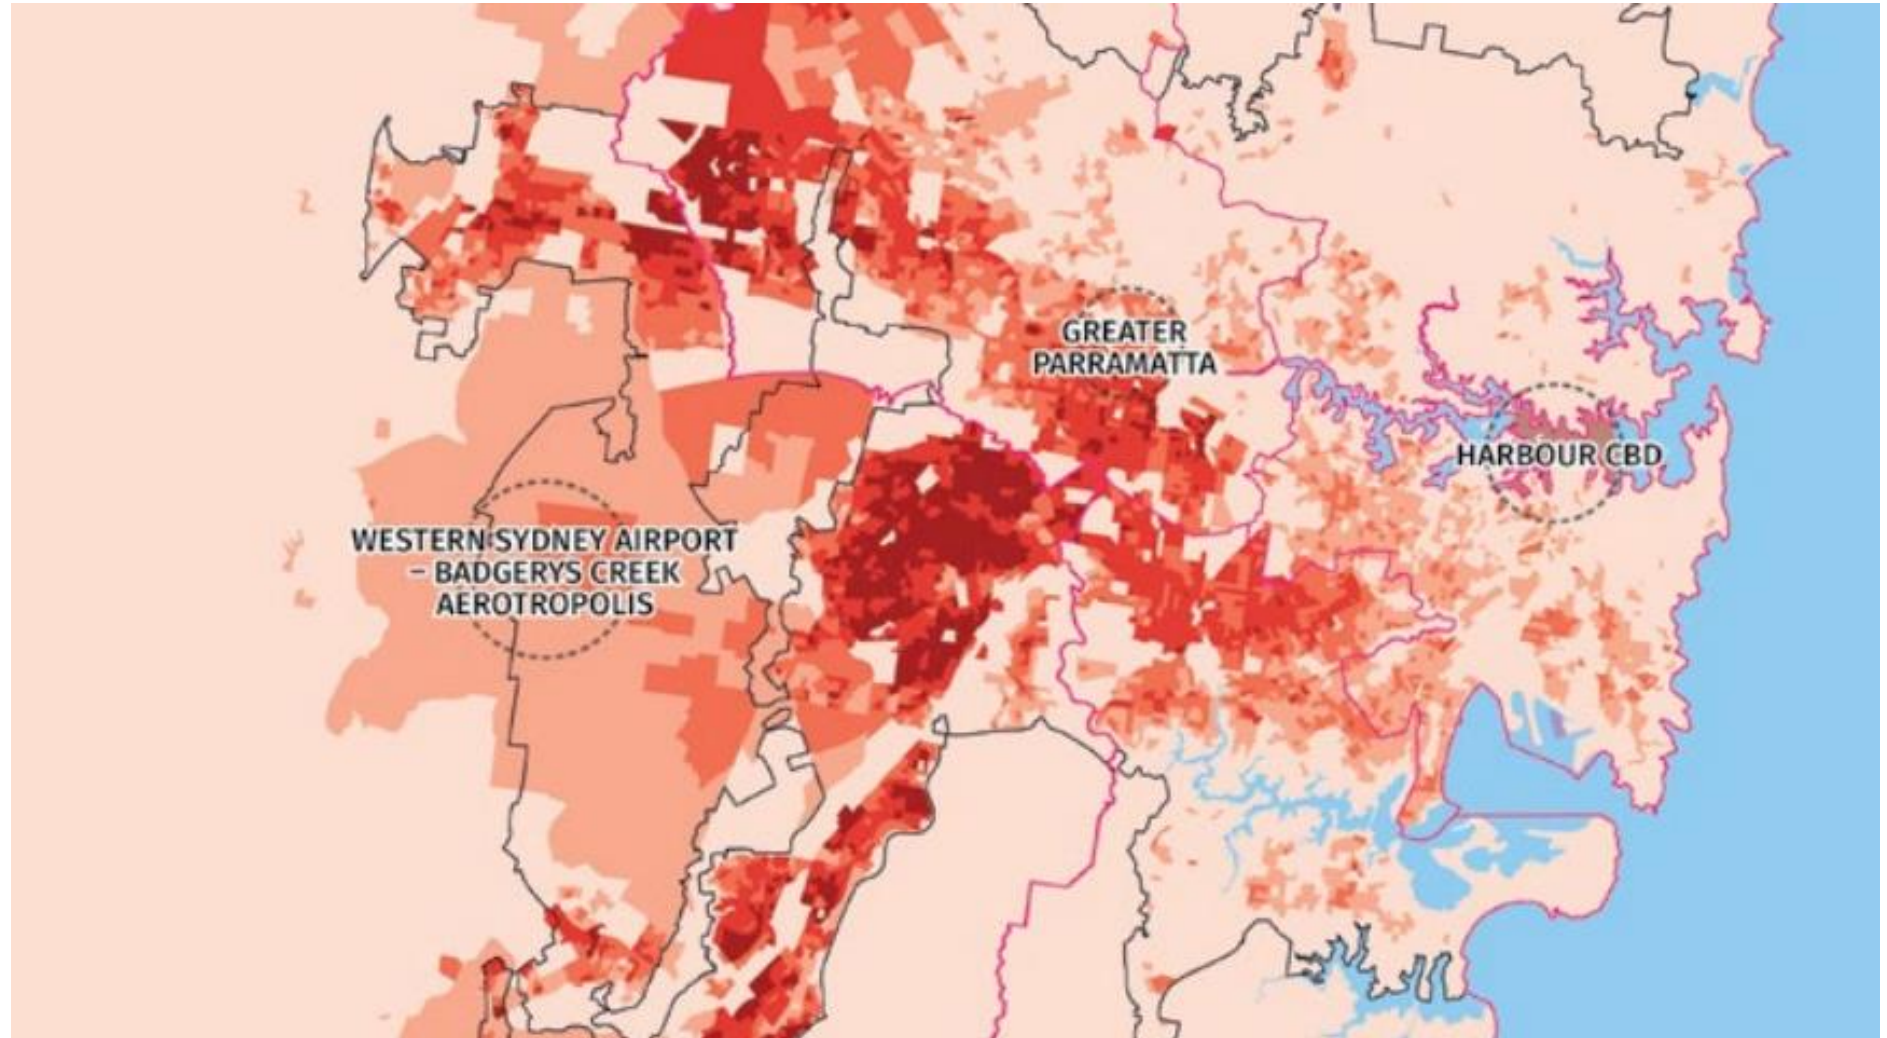 GREATER
PARRAMATTA
HARBOUR CBD
WESTERN SYDNEY AIRPORT
– BADGERYS CREEK
AEROTROPOLIS